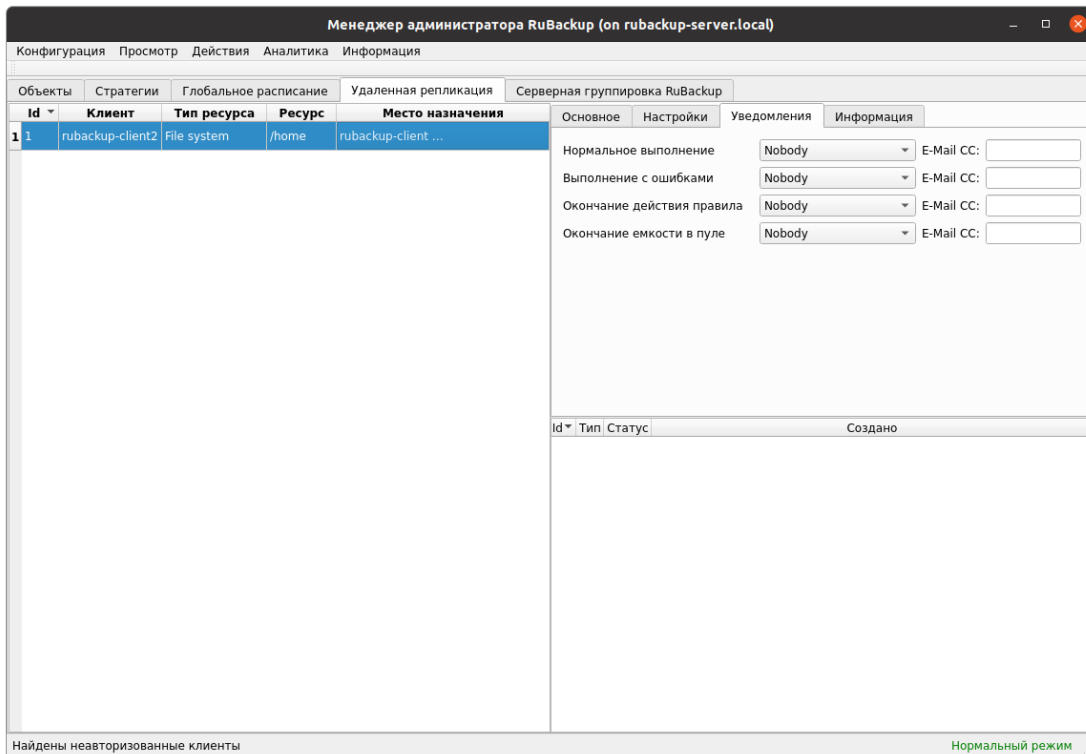 Менеджер администратора RuBackup (on rubackup-server.local)
Конфигурация Просмотр Действия Аналитика Информация
Объекты Стратегии Глобальное расписание Удаленная репликация Серверная группировка RuBackup
Id Клиент Тип ресурса Ресурс Место назначения
1 1 rubackup-client2 File system /home rubackup-client ...
Основное Настройки Уведомления Информация
Нормальное выполнение Nobody E-Mail CC:
Выполнение с ошибками Nobody E-Mail CC:
Окончание действия правила Nobody E-Mail CC:
Окончание емкости в пуле Nobody E-Mail CC:
Id Тип Статус Создано
Найдены неавторизованные клиенты Нормальный режим